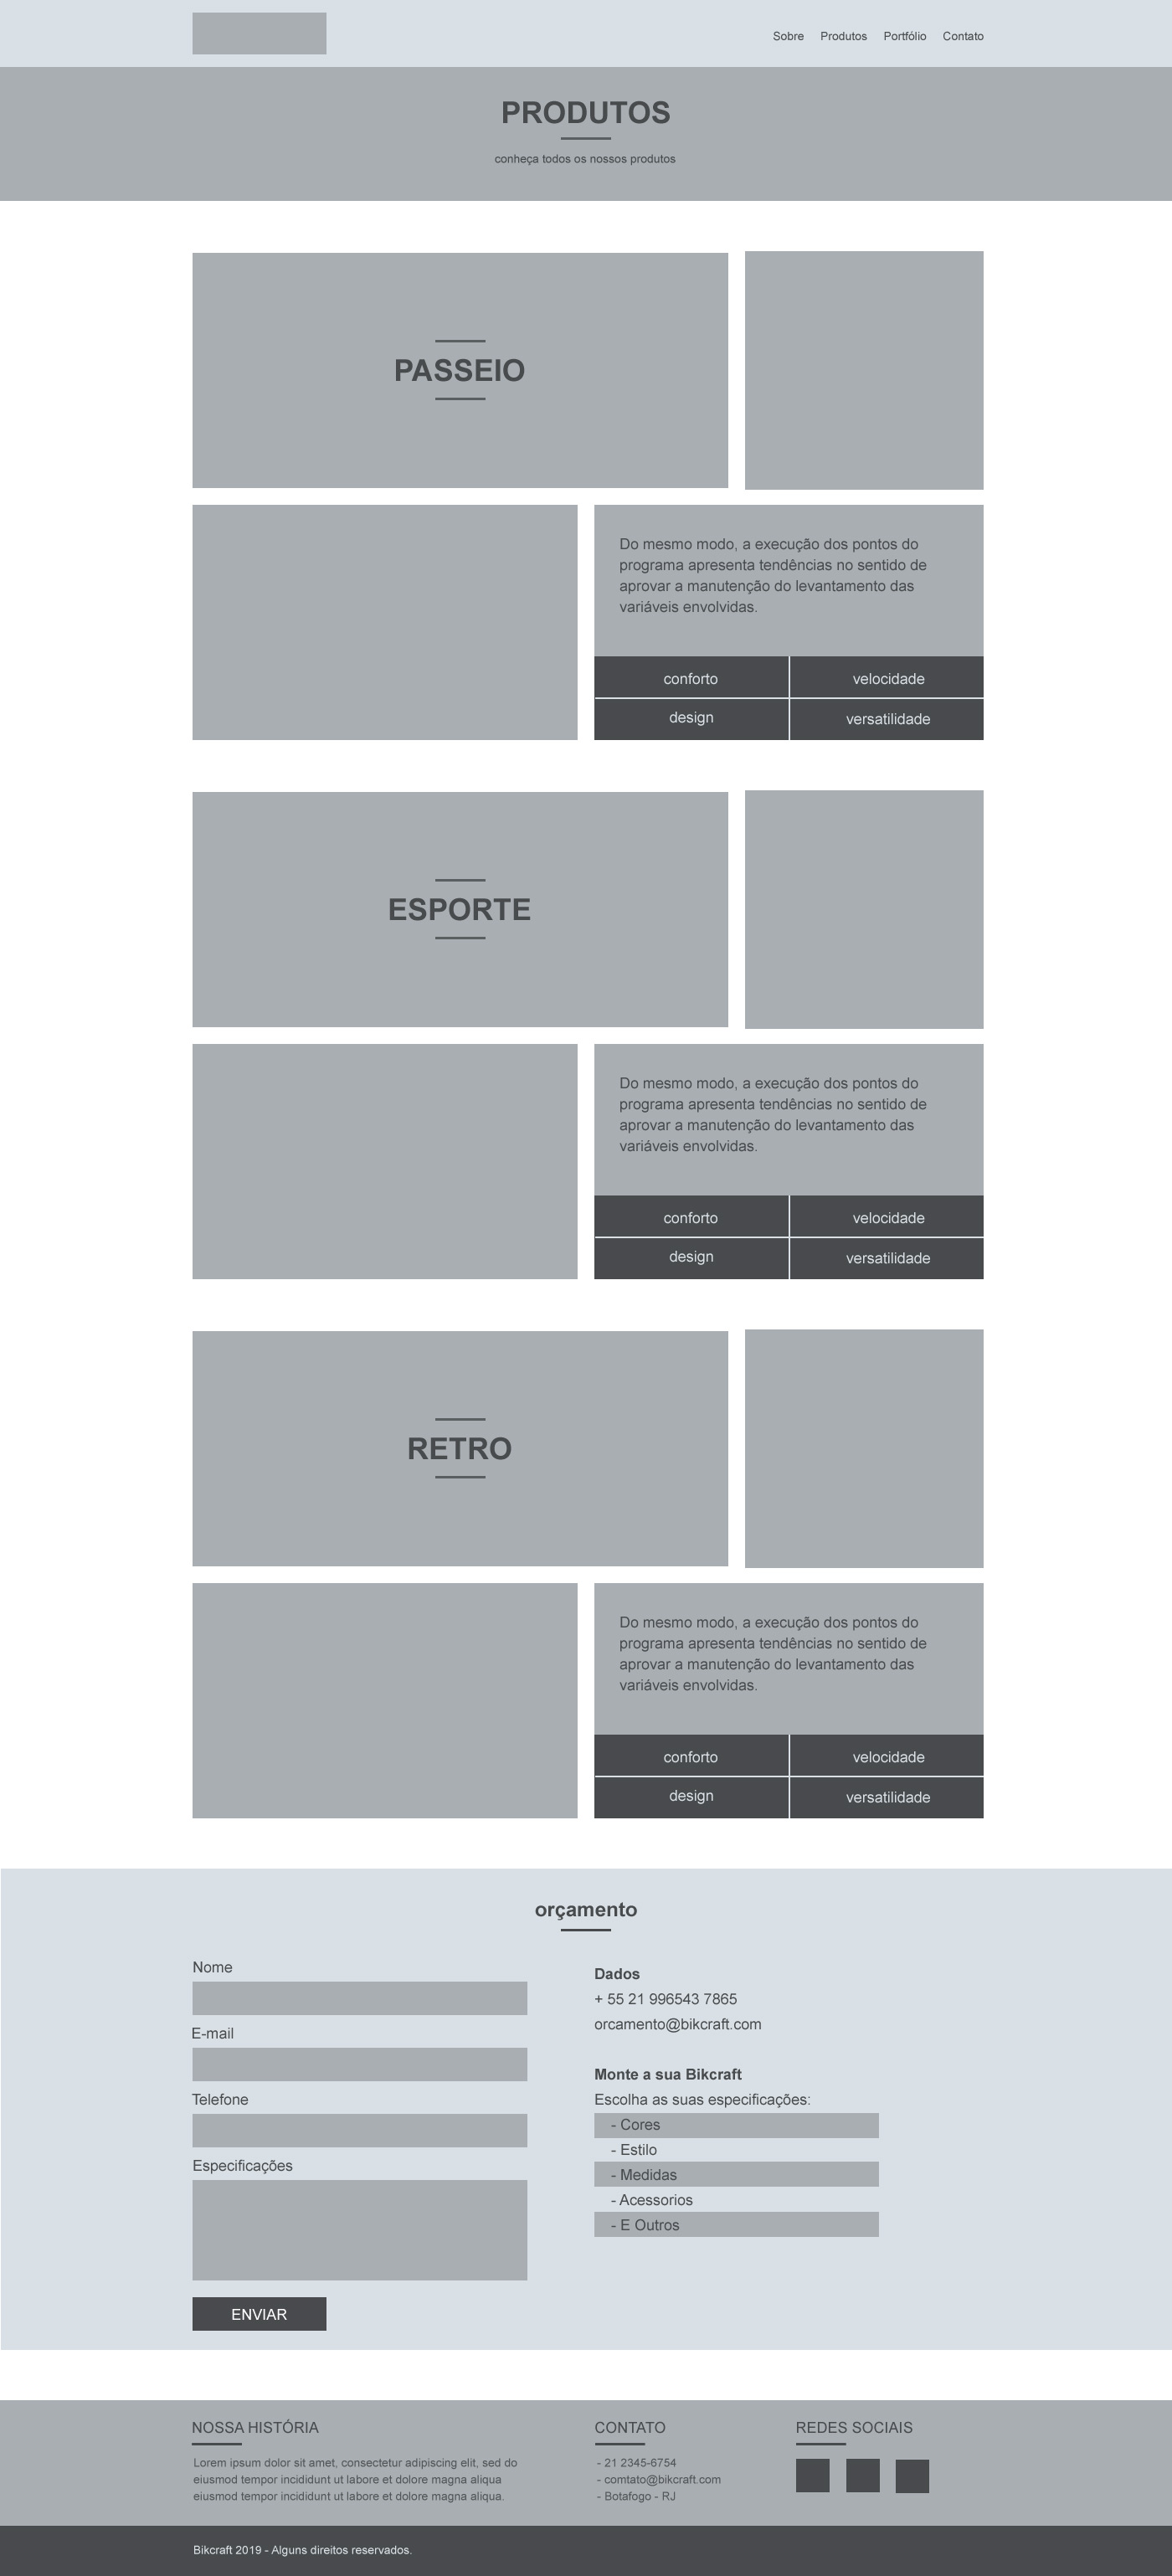 Sobre Produtos Portfólio Contato
PRODUTOS
conheça todos os nossos produtos
PASSEIO
Do mesmo modo, a execução dos pontos do
programa apresenta tendências no sentido de
aprovar a manutenção do levantamento das
variáveis envolvidas.
conforto velocidade
design versatilidade
ESPORTE
Do mesmo modo, a execução dos pontos do
programa apresenta tendências no sentido de
aprovar a manutenção do levantamento das
variáveis envolvidas.
conforto velocidade
design versatilidade
RETRO
Do mesmo modo, a execução dos pontos do
programa apresenta tendências no sentido de
aprovar a manutenção do levantamento das
variáveis envolvidas.
conforto velocidade
design versatilidade
orçamento
Nome
E-mail
Telefone
Especificações
ENVIAR
Dados
+ 55 21 996543 7865
orcamento@bikcraft.com
Monte a sua Bikcraft
Escolha as suas especificações:
- Cores
- Estilo
- Medidas
- Acessorios
- E Outros
NOSSA HISTÓRIA
Lorem ipsum dolor sit amet, consectetur adipiscing elit, sed do
eiusmod tempor incididunt ut labore et dolore magna aliqua
eiusmod tempor incididunt ut labore et dolore magna aliqua.
CONTATO
- 21 2345-6754
- comtato@bikcraft.com
- Botafogo - RJ
REDES SOCIAIS
Bikcraft 2019 - Alguns direitos reservados.